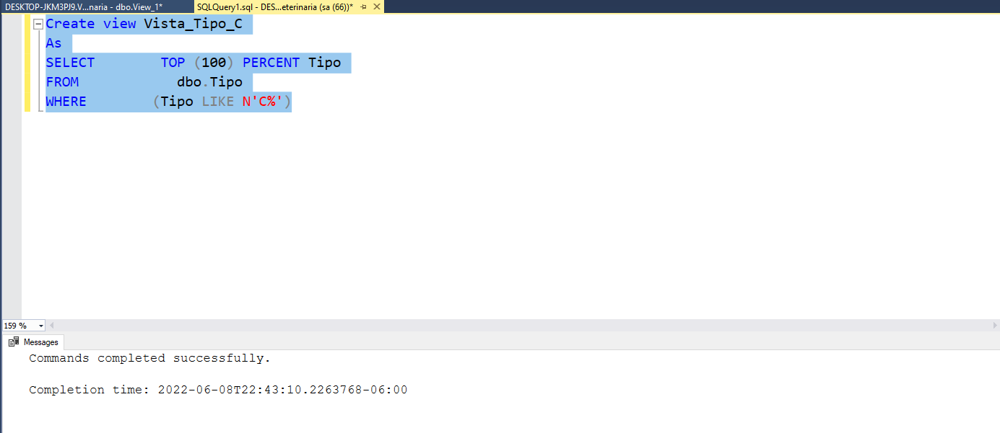 DESKTOP-JKM3PJ9.V...naria - dbo.View_1* SQLQuery1.sql - DES...eterinaria (sa (66))*
Create view Vista_Tipo_C
As
SELECT TOP (100) PERCENT Tipo
FROM dbo.Tipo
WHERE (Tipo LIKE N'C%')
159 %
Messages
Commands completed successfully.
Completion time: 2022-06-08T22:43:10.2263768-06:00